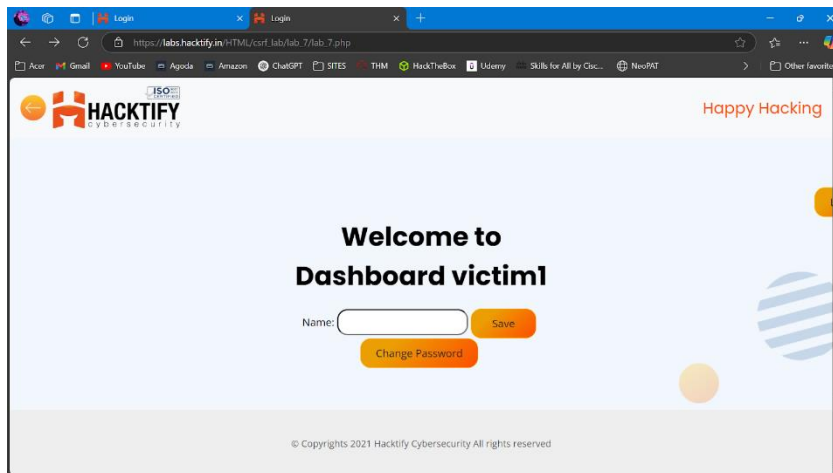 Login
Login
https://labs.hacktify.in/HTML/csrf_lab/lab_7/lab_7.php
Acer Gmail YouTube Agoda Amazon ChatGPT SITES THM HackTheBox Udemy Skills for All by Cisc... NeoPAT Other favorite
ISO
CERTIFIED
HACKTIFY
cybersecurity
Happy Hacking
Welcome to
Dashboard victim1
Name: Save
Change Password
© Copyrights 2021 Hacktify Cybersecurity All rights reserved